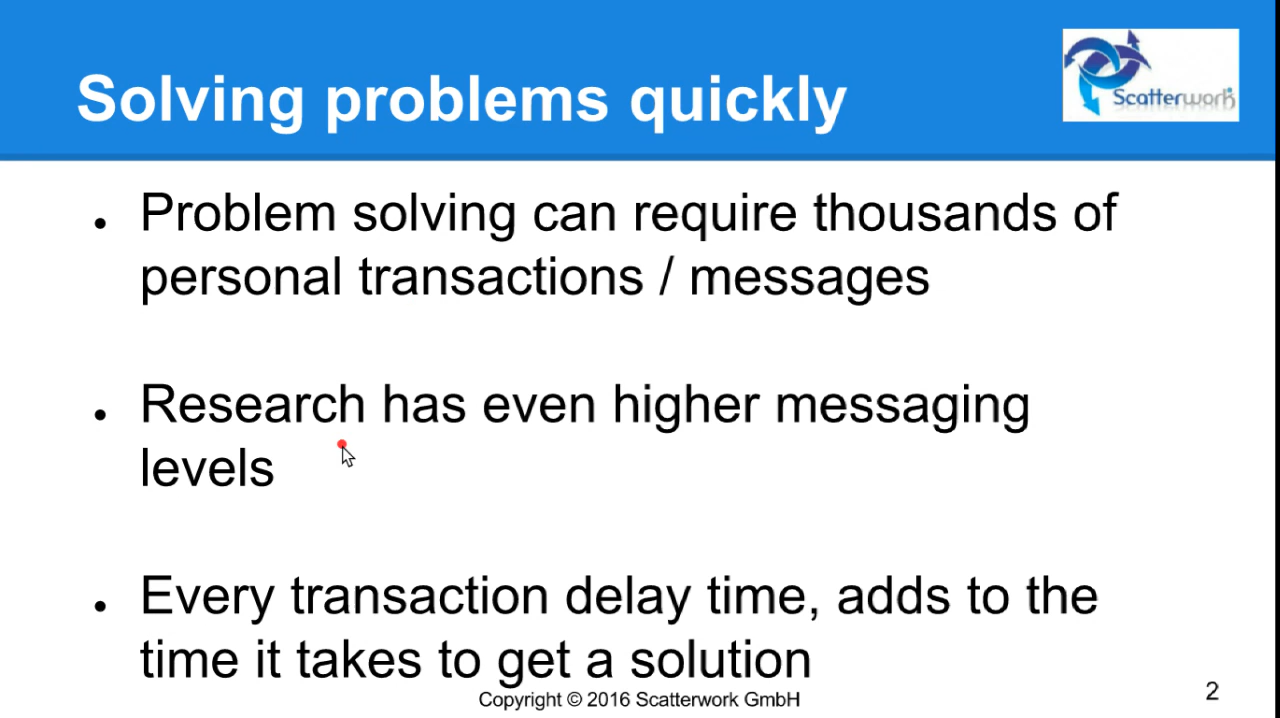 Solving problems quickly
Scatterwork
• Problem solving can require thousands of
personal transactions / messages
• Research has even higher messaging
levels
• Every transaction delay time, adds to the
time it takes to get a solution
Copyright © 2016 Scatterwork GmbH
2